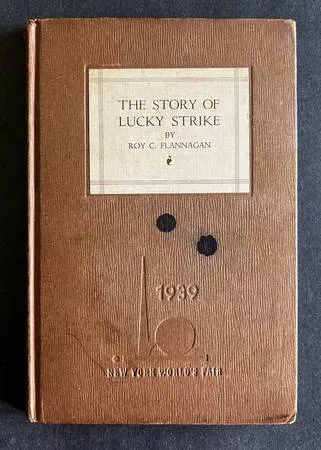 THE STORY OF
LUCKY STRIKE
BY
ROY C. FLANNAGAN
1939
NEW YORK WORLD'S FAIR